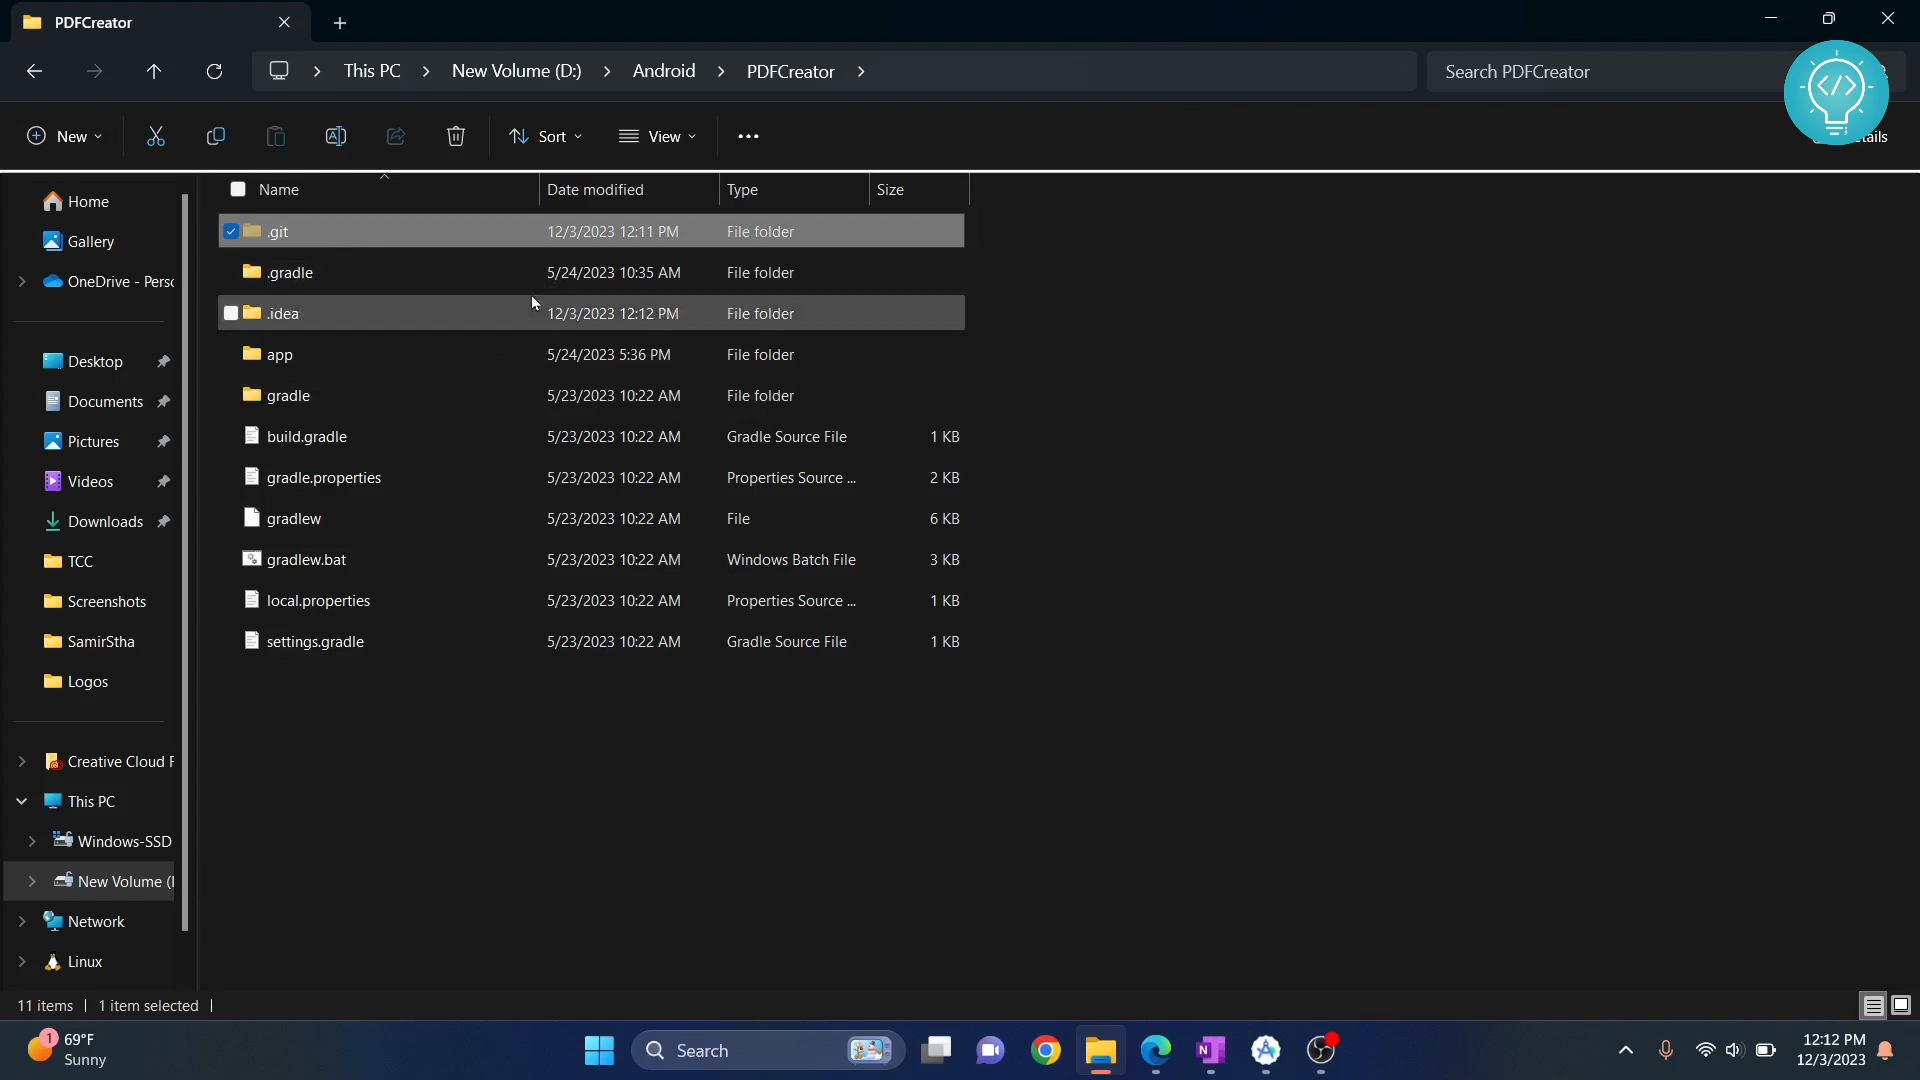 PDFCreator
This PC > New Volume (D:) > Android > PDFCreator >
Search PDFCreator
New
Sort
View
ails
Name Date modified Type Size
.git 12/3/2023 12:11 PM File folder
.gradle 5/24/2023 10:35 AM File folder
.idea 12/3/2023 12:12 PM File folder
app 5/24/2023 5:36 PM File folder
gradle 5/23/2023 10:22 AM File folder
build.gradle 5/23/2023 10:22 AM Gradle Source File 1 KB
gradle.properties 5/23/2023 10:22 AM Properties Source ... 2 KB
gradlew 5/23/2023 10:22 AM File 6 KB
gradlew.bat 5/23/2023 10:22 AM Windows Batch File 3 KB
local.properties 5/23/2023 10:22 AM Properties Source ... 1 KB
settings.gradle 5/23/2023 10:22 AM Gradle Source File 1 KB
Home
Gallery
OneDrive - Perso
Desktop
Documents
Pictures
Videos
Downloads
TCC
Screenshots
SamirStha
Logos
Creative Cloud F
This PC
Windows-SSD
New Volume (
Network
Linux
11 items | 1 item selected |
1
69°F
Sunny
Search
N
12:12 PM
12/3/2023